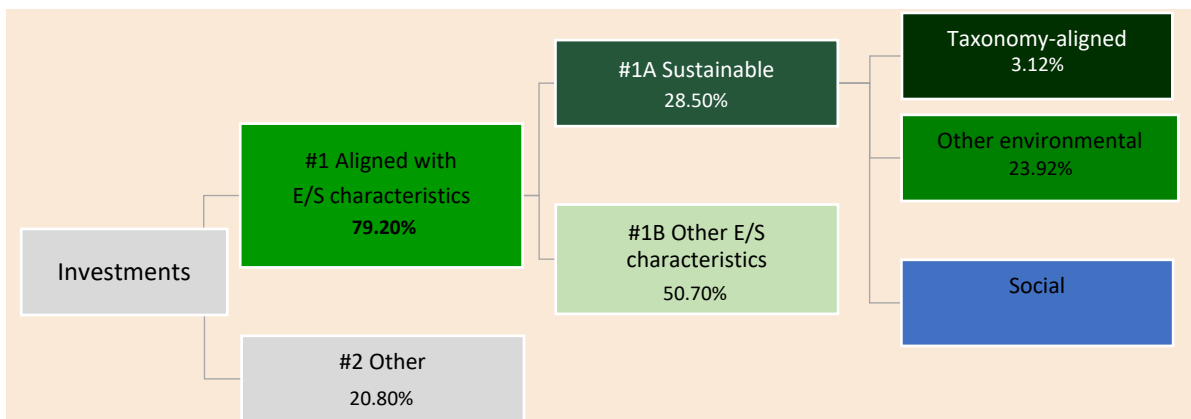 Investments
#1 Aligned with
E/S characteristics
79.20%
#2 Other
20.80%
#1A Sustainable
28.50%
#1B Other E/S
characteristics
50.70%
Taxonomy-aligned
3.12%
Other environmental
23.92%
Social